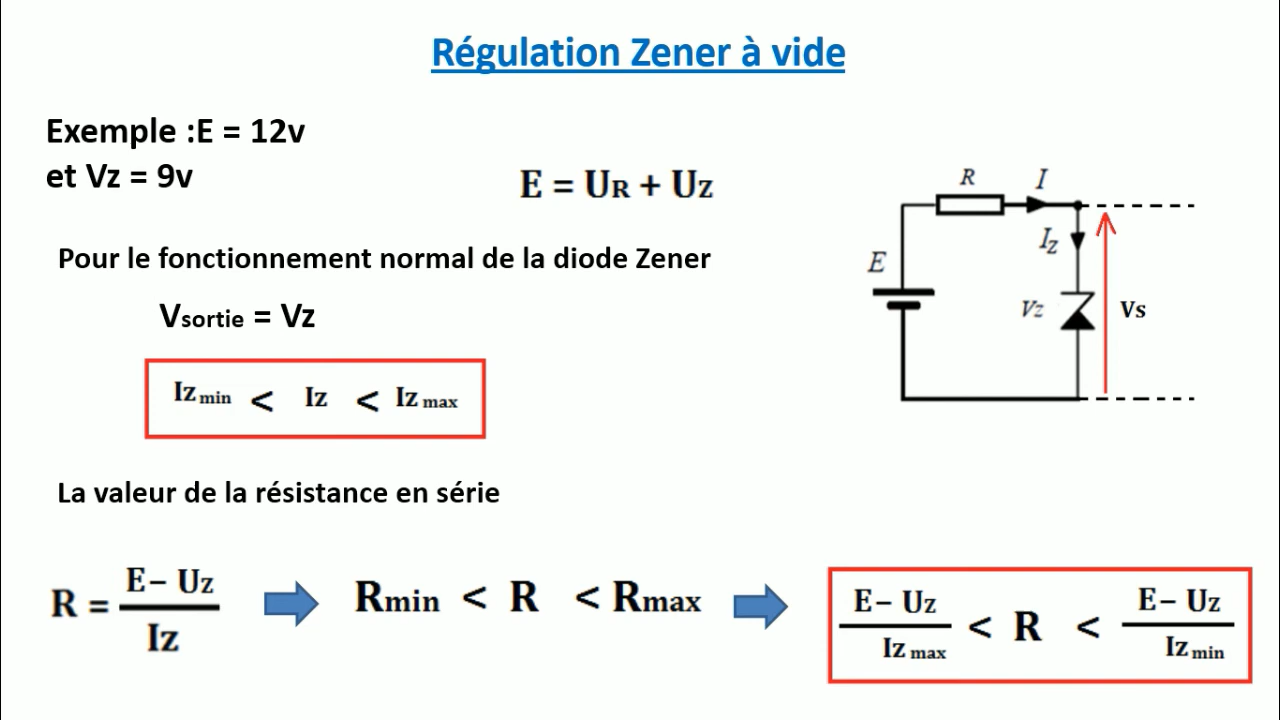 Régulation Zener à vide
Exemple :E = 12v
et Vz = 9v
E = UR + Uz
Pour le fonctionnement normal de la diode Zener
Vsortie = Vz
Iz min < Iz < Iz max
R
I
Iz
E
Vz
Vs
La valeur de la résistance en série
R = E – Uz / Iz
Rmin < R < Rmax
E – Uz / Iz max < R < E – Uz / Iz min